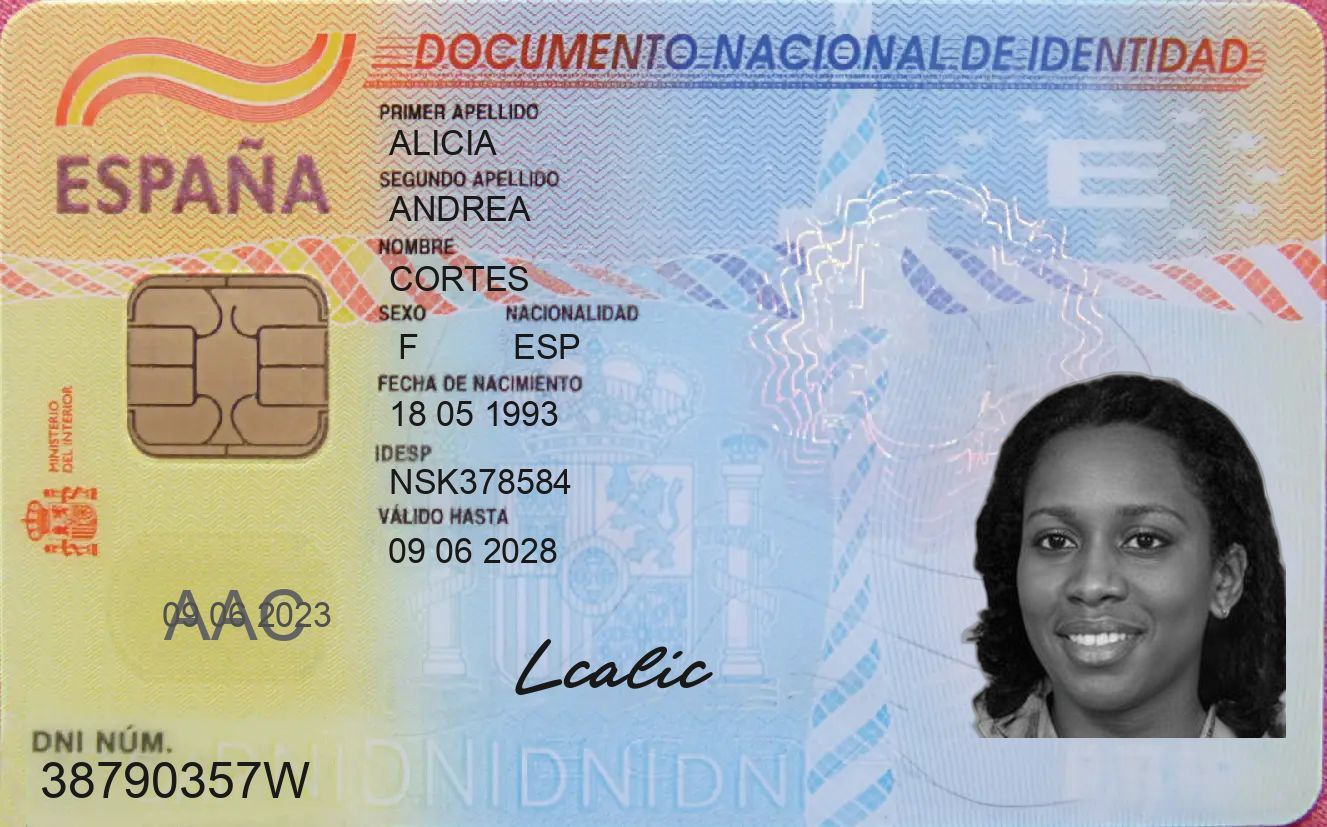 DOCUMENTO NACIONAL DE IDENTIDAD
ESPAÑA
PRIMER APELLIDO
ALICIA
SEGUNDO APELLIDO
ANDREA
NOMBRE
CORTES
SEXO NACIONALIDAD
F ESP
FECHA DE NACIMIENTO
18 05 1993
IDESP
NSK378584
VÁLIDO HASTA
09 06 2028
MINISTERIO
DEL INTERIOR
E
AAC
09 06 2023
Lcalic
DNI NÚM.
38790357W
DNIDNIDNIDNI